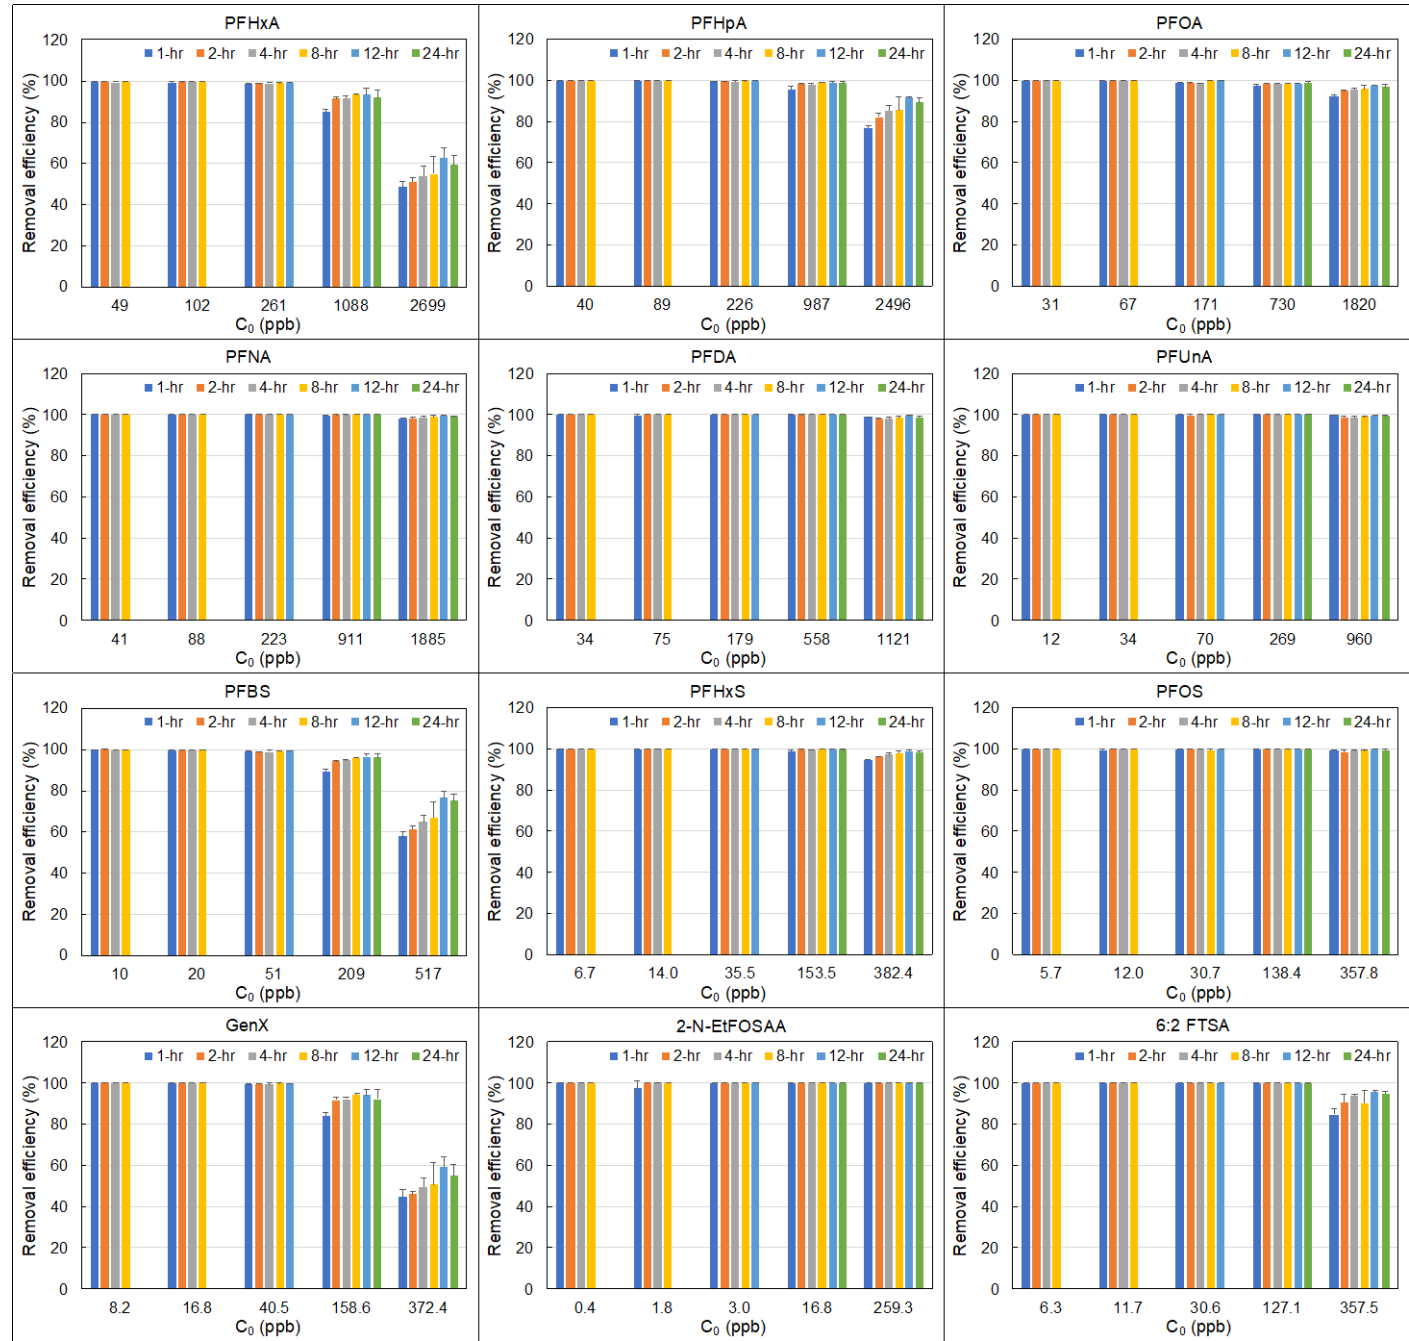 PFHxA
120 1-hr 2-hr 4-hr 8-hr 12-hr 24-hr
100
80
60
40
20
0
Removal efficiency (%)
49 102 261 1088 2699
C₀ (ppb)
PFHpA
120 1-hr 2-hr 4-hr 8-hr 12-hr 24-hr
100
80
60
40
20
0
Removal efficiency (%)
40 89 226 987 2496
C₀ (ppb)
PFOA
120 1-hr 2-hr 4-hr 8-hr 12-hr 24-hr
100
80
60
40
20
0
Removal efficiency (%)
31 67 171 730 1820
C₀ (ppb)
PFNA
120 1-hr 2-hr 4-hr 8-hr 12-hr 24-hr
100
80
60
40
20
0
Removal efficiency (%)
41 88 223 911 1885
C₀ (ppb)
PFDA
120 1-hr 2-hr 4-hr 8-hr 12-hr 24-hr
100
80
60
40
20
0
Removal efficiency (%)
34 75 179 558 1121
C₀ (ppb)
PFUnA
120 1-hr 2-hr 4-hr 8-hr 12-hr 24-hr
100
80
60
40
20
0
Removal efficiency (%)
12 34 70 269 960
C₀ (ppb)
PFBS
120 1-hr 2-hr 4-hr 8-hr 12-hr 24-hr
100
80
60
40
20
0
Removal efficiency (%)
10 20 51 209 517
C₀ (ppb)
PFHxS
120 1-hr 2-hr 4-hr 8-hr 12-hr 24-hr
100
80
60
40
20
0
Removal efficiency (%)
6.7 14.0 35.5 153.5 382.4
C₀ (ppb)
PFOS
120 1-hr 2-hr 4-hr 8-hr 12-hr 24-hr
100
80
60
40
20
0
Removal efficiency (%)
5.7 12.0 30.7 138.4 357.8
C₀ (ppb)
GenX
120 1-hr 2-hr 4-hr 8-hr 12-hr 24-hr
100
80
60
40
20
0
Removal efficiency (%)
8.2 16.8 40.5 158.6 372.4
C₀ (ppb)
2-N-EtFOSAA
120 1-hr 2-hr 4-hr 8-hr 12-hr 24-hr
100
80
60
40
20
0
Removal efficiency (%)
0.4 1.8 3.0 16.8 259.3
C₀ (ppb)
6:2 FTSA
120 1-hr 2-hr 4-hr 8-hr 12-hr 24-hr
100
80
60
40
20
0
Removal efficiency (%)
6.3 11.7 30.6 127.1 357.5
C₀ (ppb)